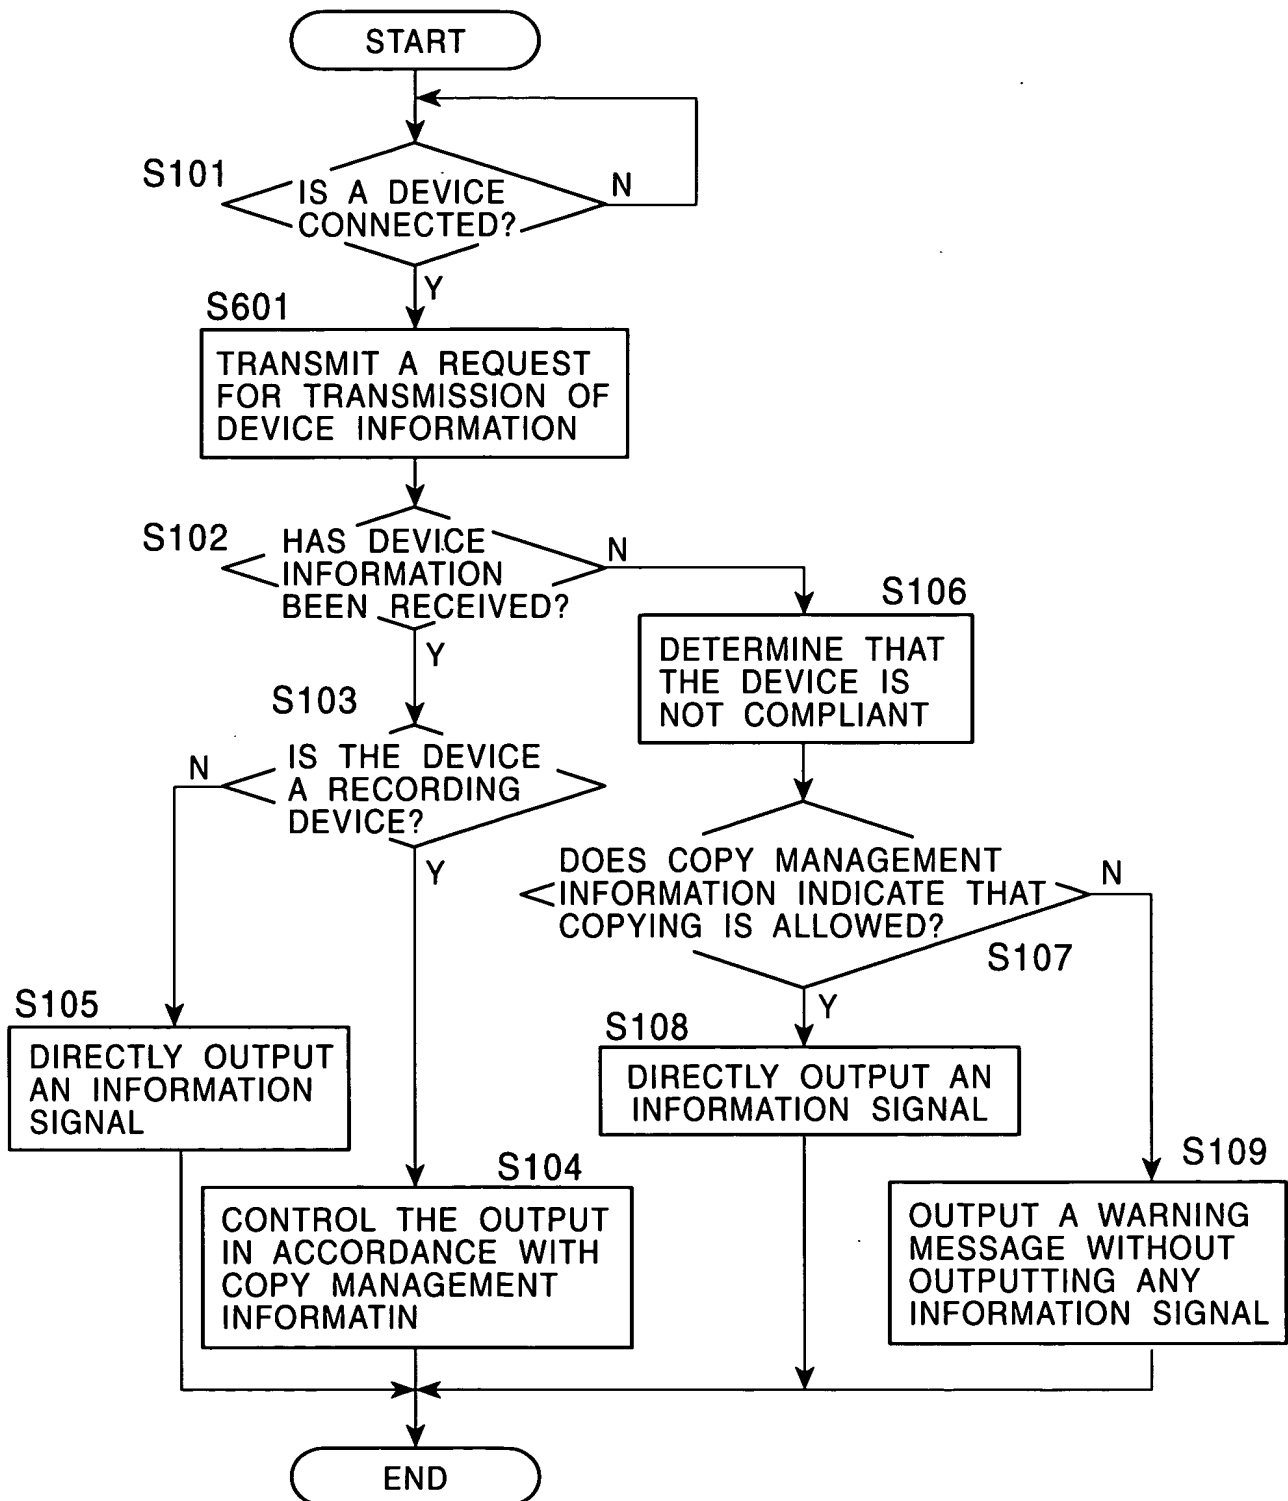 START
S101
IS A DEVICE
CONNECTED?
N
Y
S601
TRANSMIT A REQUEST
FOR TRANSMISSION OF
DEVICE INFORMATION
S102
HAS DEVICE
INFORMATION
BEEN RECEIVED?
N
Y
S106
DETERMINE THAT
THE DEVICE IS
NOT COMPLIANT
S103
IS THE DEVICE
A RECORDING
DEVICE?
N
Y
DOES COPY MANAGEMENT
INFORMATION INDICATE THAT
COPYING IS ALLOWED?
N
S107
Y
S105
DIRECTLY OUTPUT
AN INFORMATION
SIGNAL
S108
DIRECTLY OUTPUT AN
INFORMATION SIGNAL
S104
CONTROL THE OUTPUT
IN ACCORDANCE WITH
COPY MANAGEMENT
INFORMATIN
S109
OUTPUT A WARNING
MESSAGE WITHOUT
OUTPUTTING ANY
INFORMATION SIGNAL
END